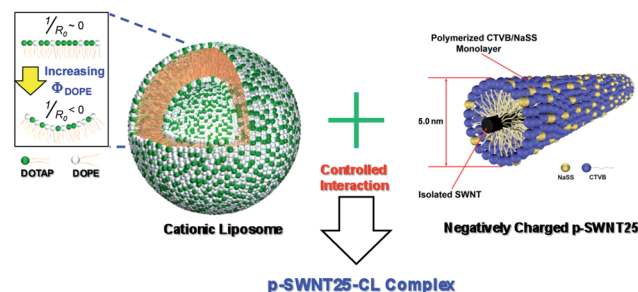 1/R₀ ~ 0
Increasing
Φ_DOPE
1/R₀ < 0
DOTAP DOPE
Cationic Liposome
+
Controlled
Interaction
Polymerized CTVB/NaSS
Monolayer
5.0 nm
Isolated SWNT
NaSS CTVB
Negatively Charged p-SWNT25
p-SWNT25-CL Complex